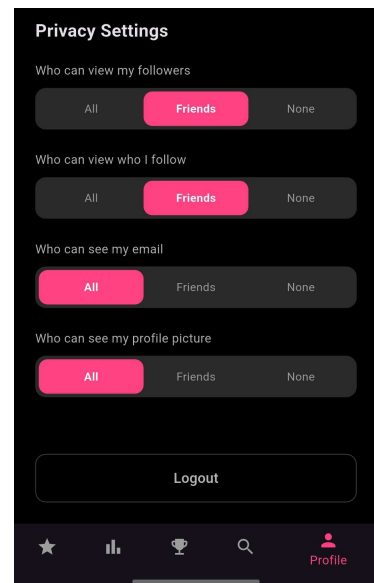 Privacy Settings
Who can view my followers
All Friends None
Who can view who I follow
All Friends None
Who can see my email
All Friends None
Who can see my profile picture
All Friends None
Logout
Profile